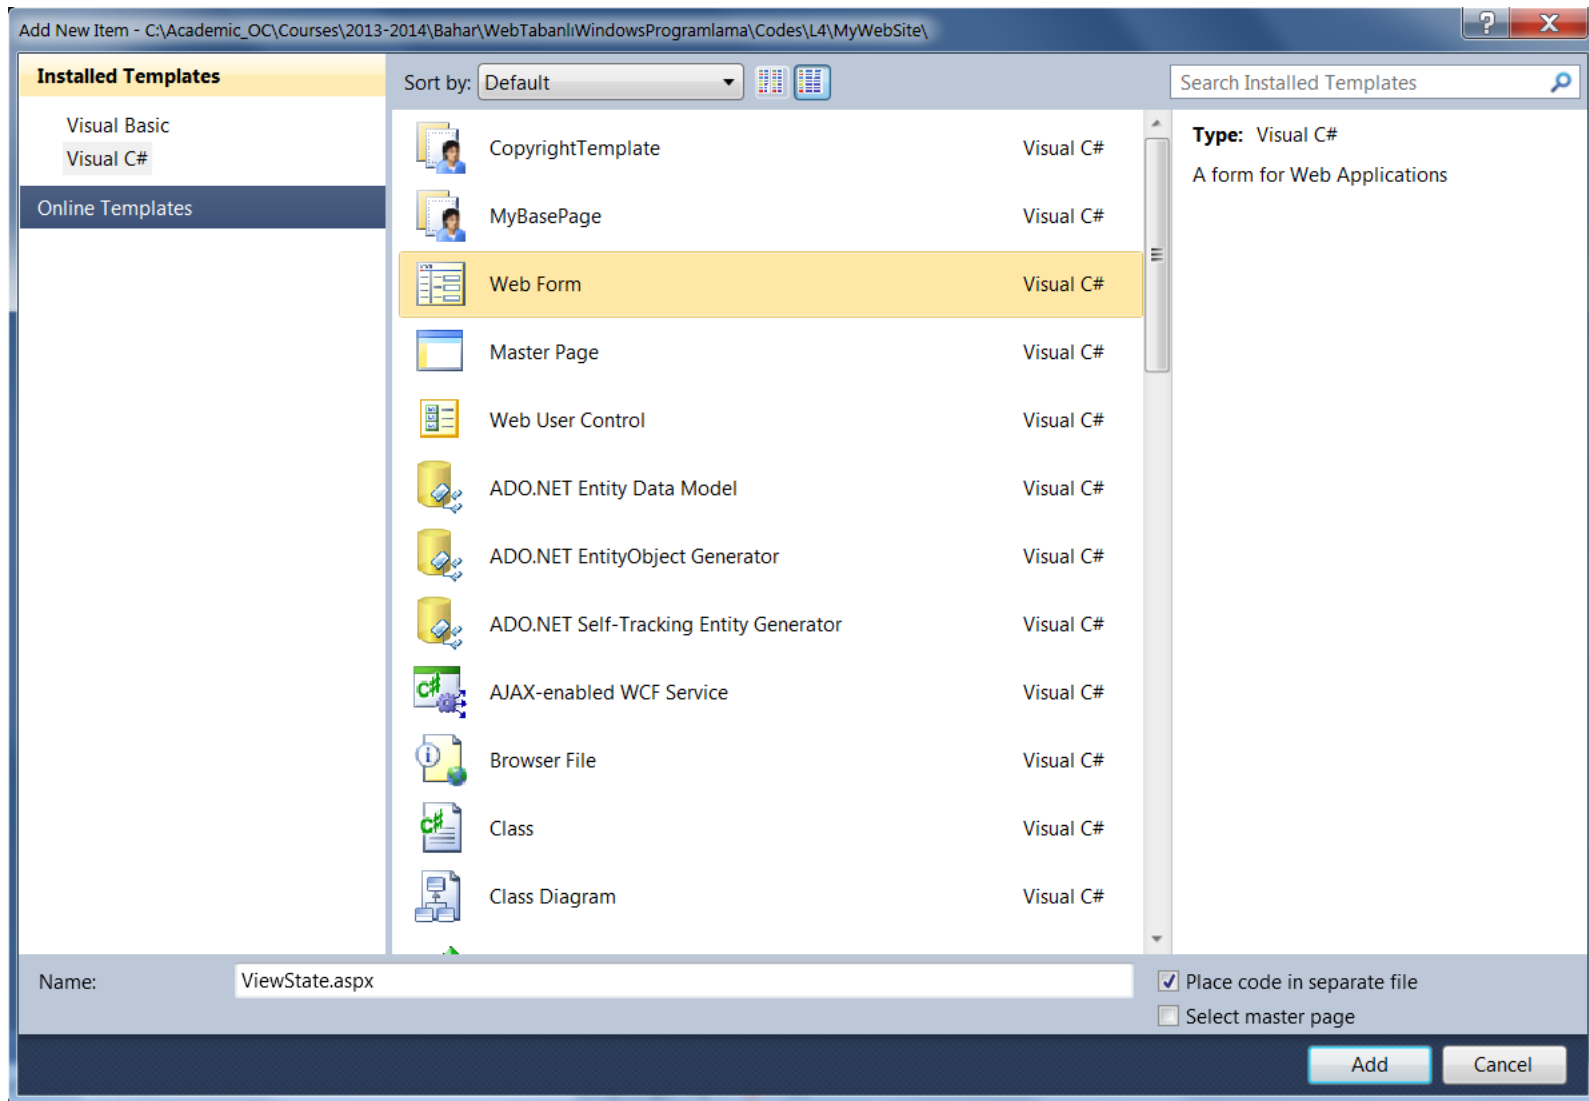 Add New Item - C:\Academic_OC\Courses\2013-2014\Bahar\WebTabanlıWindowsProgramlama\Codes\L4\MyWebSite\
Installed Templates
Visual Basic
Visual C#
Online Templates
Sort by: Default
Search Installed Templates
CopyrightTemplate Visual C#
MyBasePage Visual C#
Web Form Visual C#
Master Page Visual C#
Web User Control Visual C#
ADO.NET Entity Data Model Visual C#
ADO.NET EntityObject Generator Visual C#
ADO.NET Self-Tracking Entity Generator Visual C#
AJAX-enabled WCF Service Visual C#
Browser File Visual C#
Class Visual C#
Class Diagram Visual C#
Type: Visual C#
A form for Web Applications
Name: ViewState.aspx
Place code in separate file
Select master page
Add Cancel